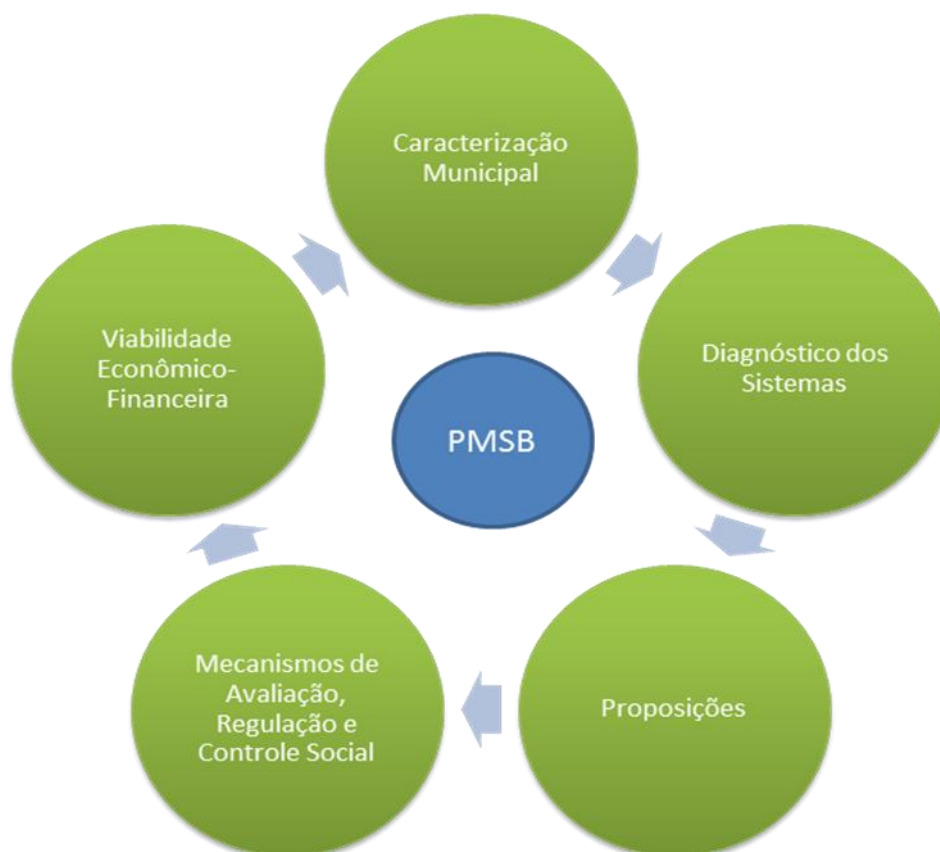 Caracterização
Municipal
Viabilidade
Econômico-
Financeira
Diagnóstico dos
Sistemas
PMSB
Mecanismos de
Avaliação,
Regulação e
Controle Social
Proposições